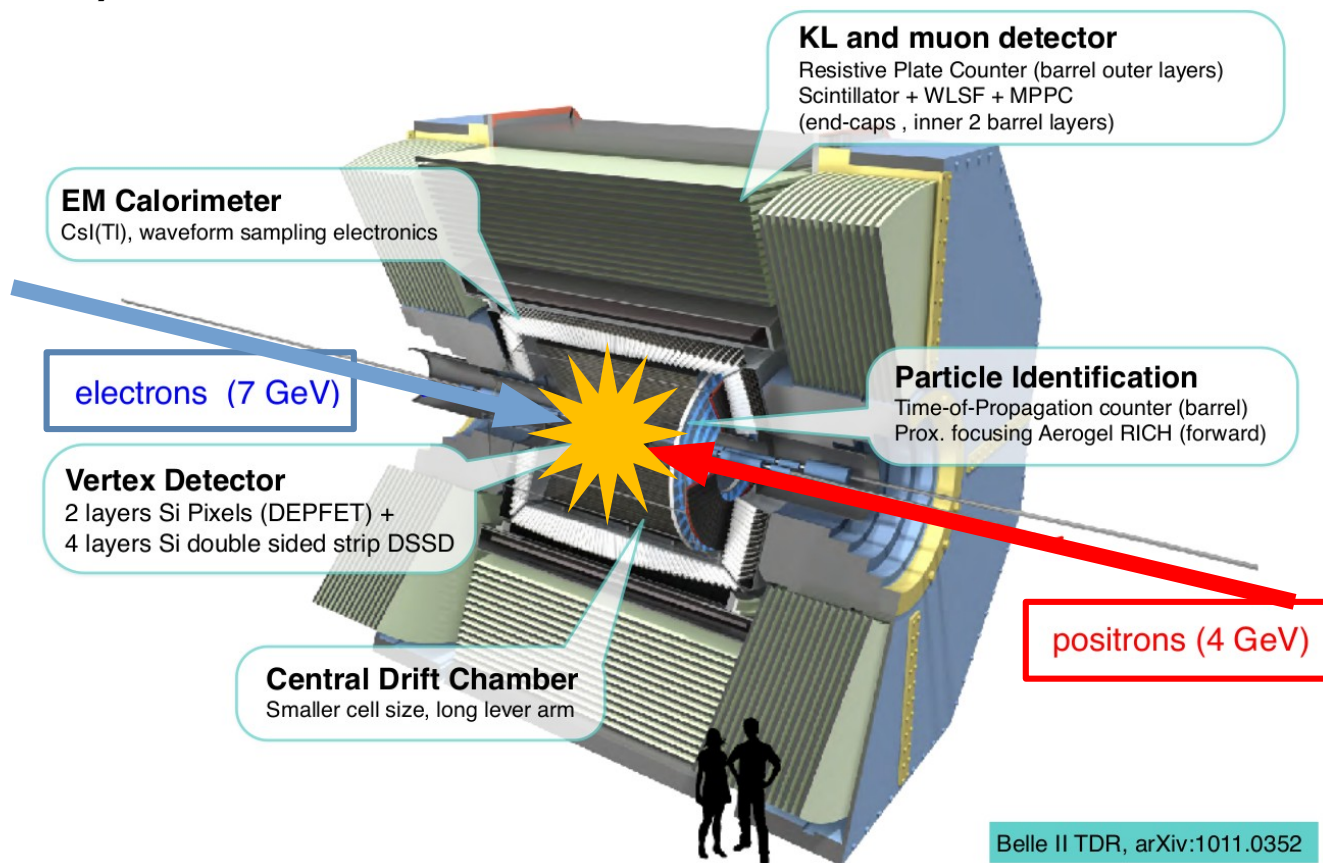 KL and muon detector
Resistive Plate Counter (barrel outer layers)
Scintillator + WLSF + MPPC
(end-caps , inner 2 barrel layers)
EM Calorimeter
CsI(Tl), waveform sampling electronics
electrons (7 GeV)
Particle Identification
Time-of-Propagation counter (barrel)
Prox. focusing Aerogel RICH (forward)
Vertex Detector
2 layers Si Pixels (DEPFET) +
4 layers Si double sided strip DSSD
positrons (4 GeV)
Central Drift Chamber
Smaller cell size, long lever arm
Belle II TDR, arXiv:1011.0352